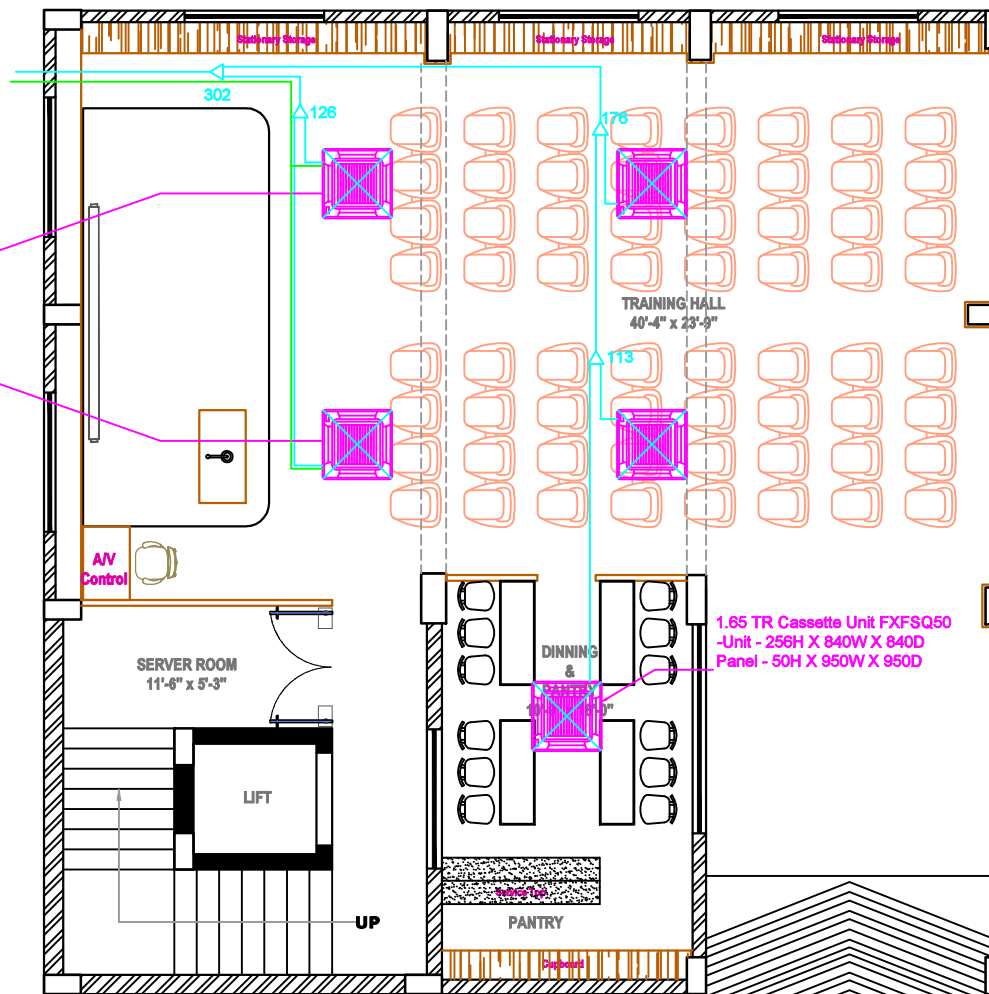 Stationary Storage
Stationary Storage
Stationary Storage
302
126
176
TRAINING HALL
40'-4" x 23'-9"
113
A/V
Control
1.65 TR Cassette Unit FXFSQ50
-Unit - 256H X 840W X 840D
Panel - 50H X 950W X 950D
SERVER ROOM
11'-6" x 5'-3"
DINNING
&
PANTRY
LIFT
UP
PANTRY
Cupboard